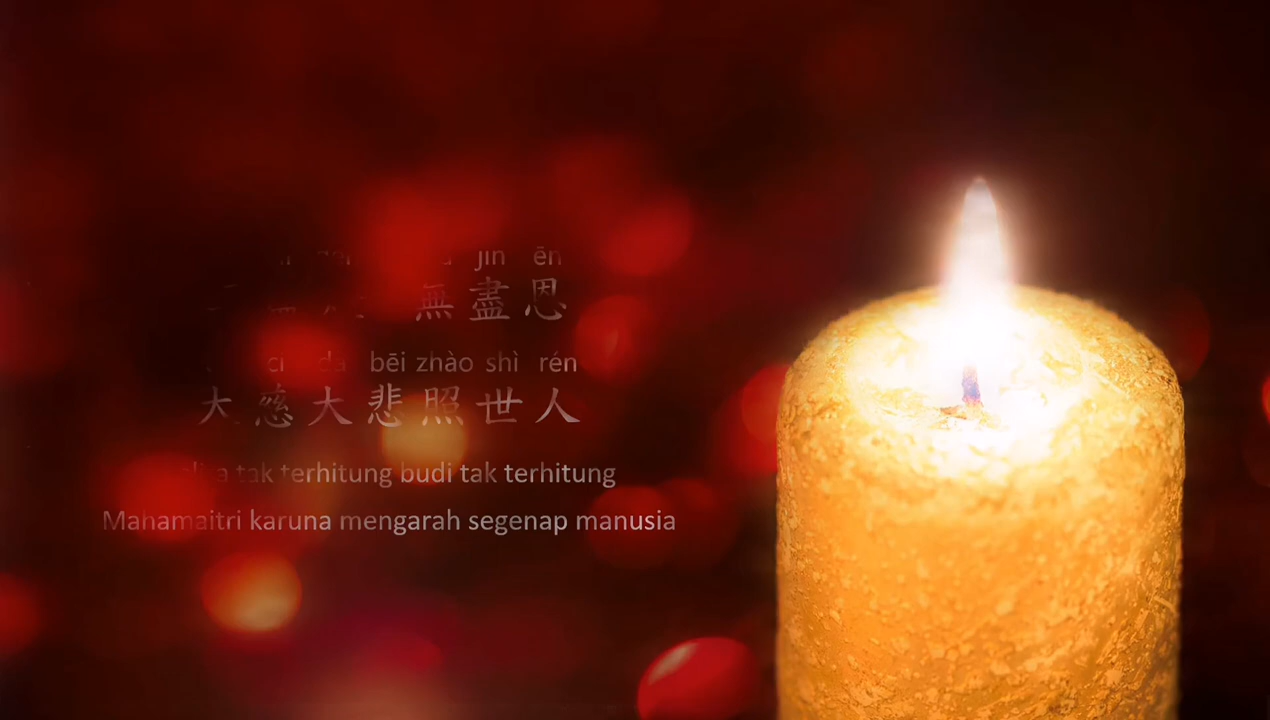 jìn ēn
無盡恩
cí dà bēi zhào shì rén
大慈大悲照世人
tak terhitung budi tak terhitung
Mahamaitri karuna mengarah segenap manusia